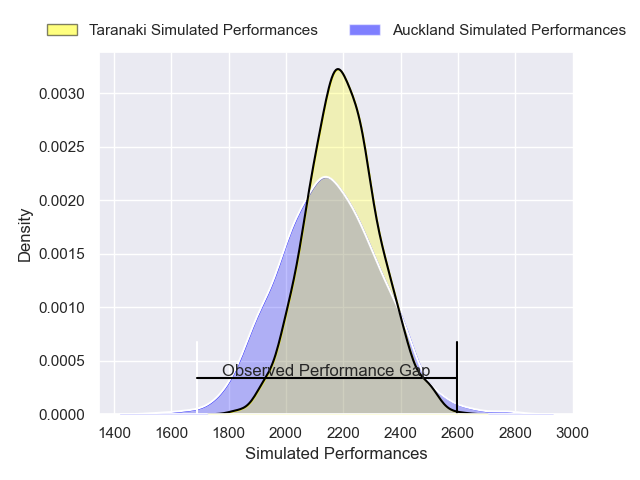 Taranaki Simulated Performances
Auckland Simulated Performances
0.0030
0.0025
0.0020
0.0015
0.0010
0.0005
0.0000
Density
Observed Performance Gap
1400 1600 1800 2000 2200 2400 2600 2800 3000
Simulated Performances